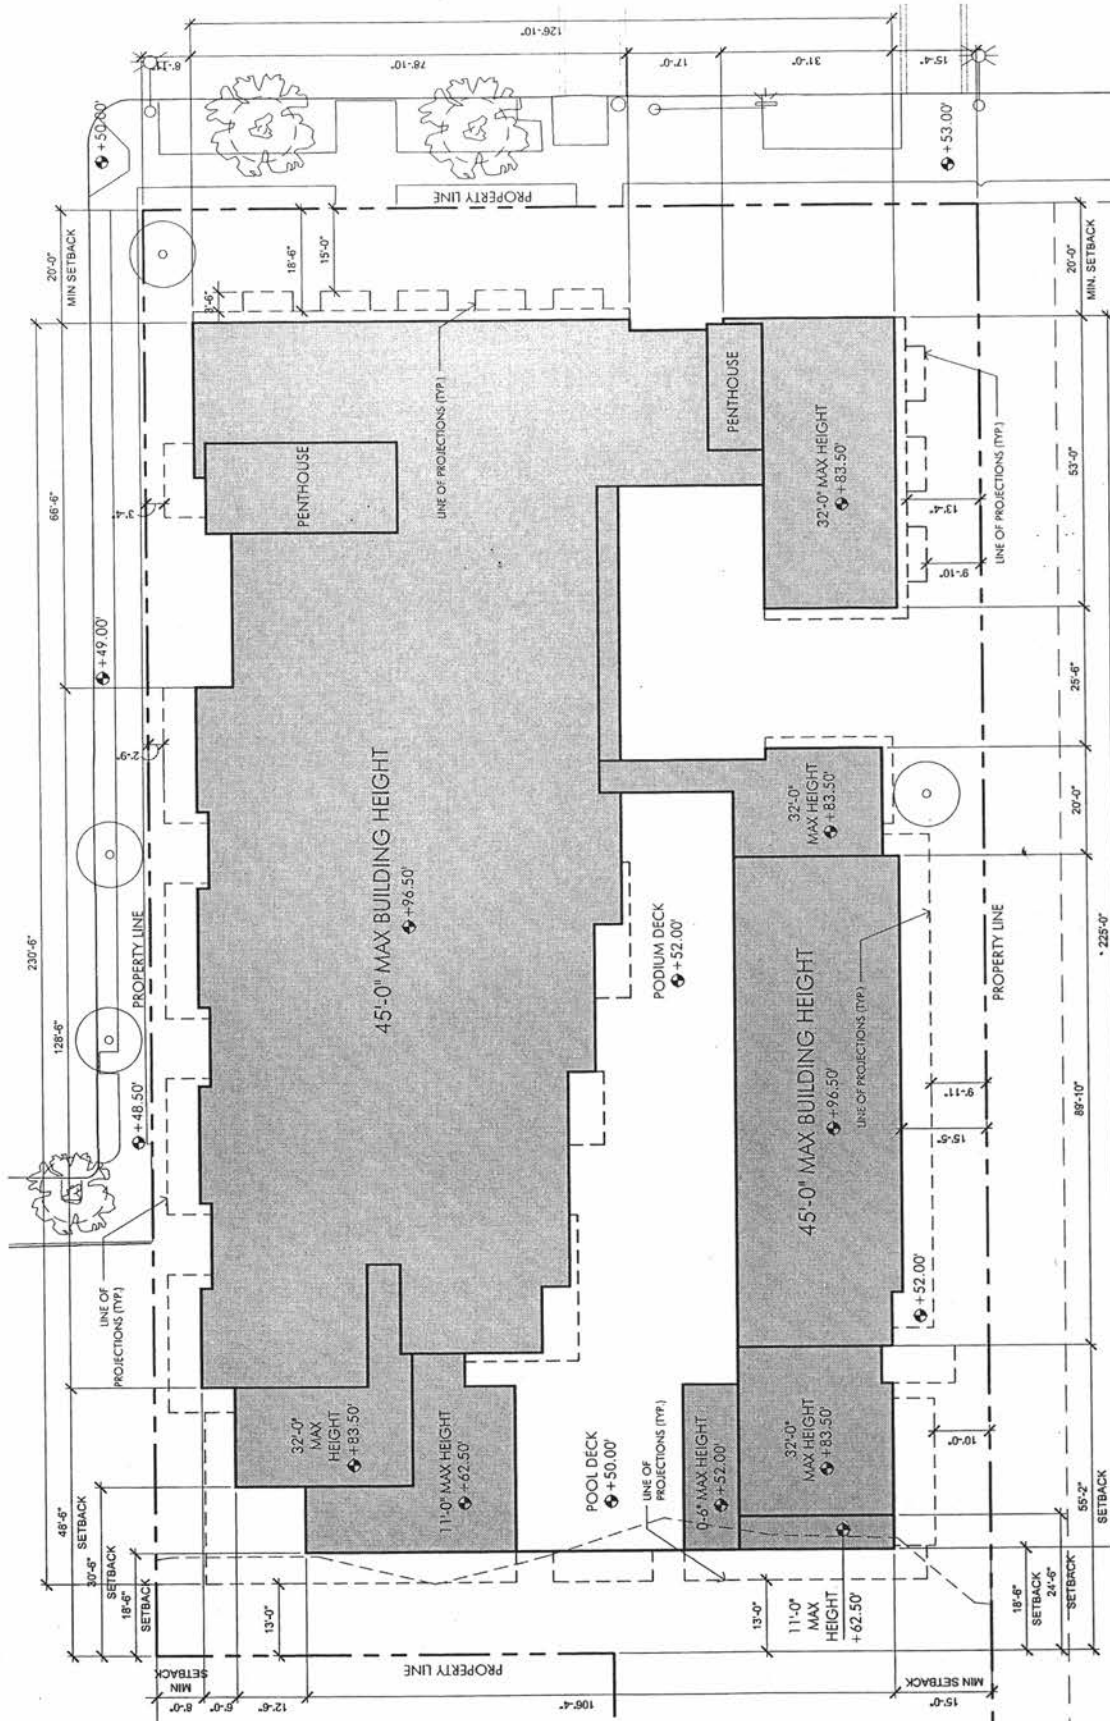 126'-10"
8'-11"
78'-10"
17'-0"
31'-0"
15'-4"
+50.00'
+53.00'
PROPERTY LINE
20'-0"
MIN SETBACK
18'-6"
15'-0"
3'-6"
20'-0"
MIN. SETBACK
LINE OF PROJECTIONS (TYP.)
PENTHOUSE
PENTHOUSE
32'-0" MAX HEIGHT
+83.50'
LINE OF PROJECTIONS (TYP.)
13'-4"
9'-10"
53'-0"
66'-6"
3'-4"
+49.00'
2'-9"
25'-6"
230'-6"
45'-0" MAX BUILDING HEIGHT
+96.50'
32'-0"
MAX HEIGHT
+83.50'
20'-0"
PROPERTY LINE
128'-6"
+48.50'
PODIUM DECK
+52.00'
45'-0" MAX BUILDING HEIGHT
+96.50'
LINE OF PROJECTIONS (TYP.)
PROPERTY LINE
225'-0"
9'-11"
15'-5"
89'-10"
LINE OF
PROJECTIONS (TYP.)
+52.00'
32'-0"
MAX
HEIGHT
+83.50'
11'-0" MAX HEIGHT
+62.50'
POOL DECK
+50.00'
LINE OF
PROJECTIONS (TYP.)
0-6" MAX HEIGHT
+52.00'
32'-0"
MAX HEIGHT
+83.50'
10'-0"
55'-2"
SETBACK
48'-6"
SETBACK
30'-6"
SETBACK
18'-6"
SETBACK
13'-0"
13'-0"
11'-0"
MAX
HEIGHT
+62.50'
18'-6"
SETBACK
24'-6"
SETBACK
PROPERTY LINE
MIN
SETBACK
8'-0"
6'-0"
12'-6"
106'-4"
15'-0"
MIN SETBACK